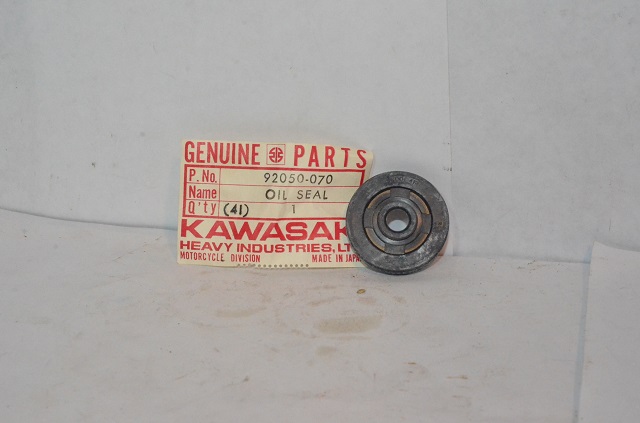 GENUINE PARTS
P. No. 92050-070
Name OIL SEAL
Q'ty (41) 1
KAWASAK
HEAVY INDUSTRIES, LT
MOTORCYCLE DIVISION MADE IN JAPA